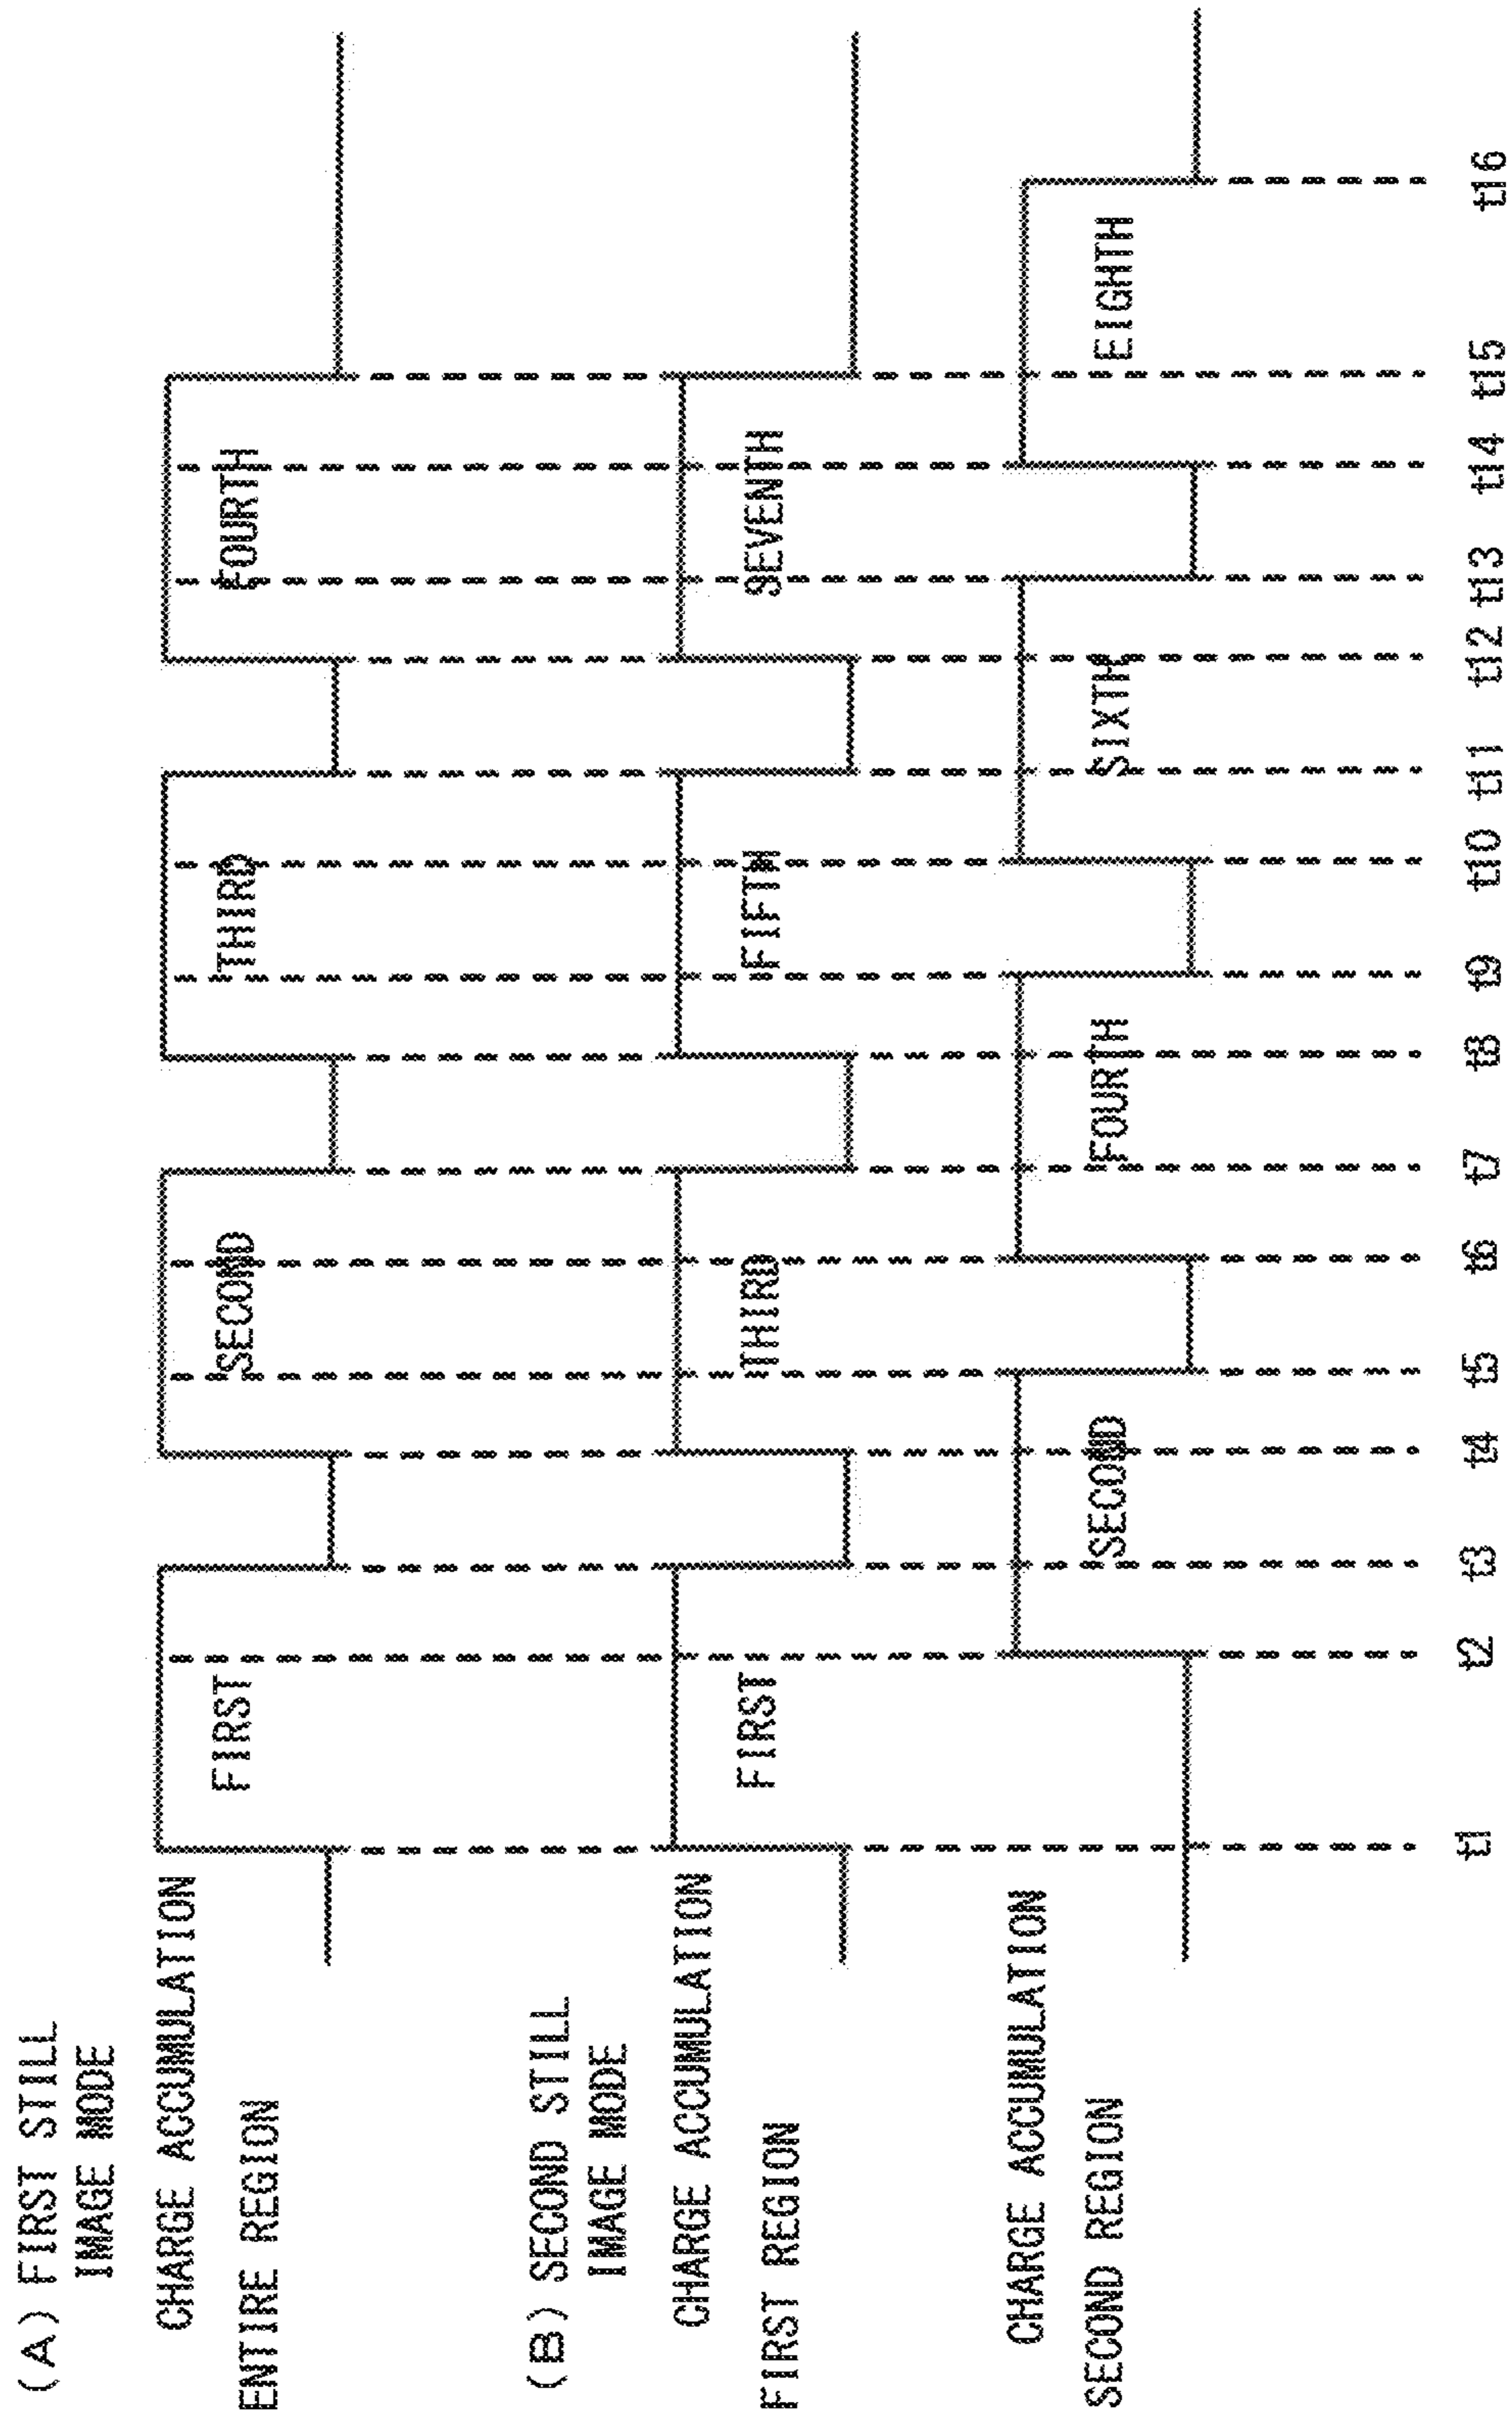 (A) FIRST STILL
IMAGE MODE
CHARGE ACCUMULATION
ENTIRE REGION
FIRST
SECOND
THIRD
FOURTH
(B) SECOND STILL
IMAGE MODE
CHARGE ACCUMULATION
FIRST REGION
FIRST
THIRD
FIFTH
SEVENTH
CHARGE ACCUMULATION
SECOND REGION
SECOND
FOURTH
SIXTH
EIGHTH
t1 t2 t3 t4 t5 t6 t7 t8 t9 t10 t11 t12 t13 t14 t15 t16